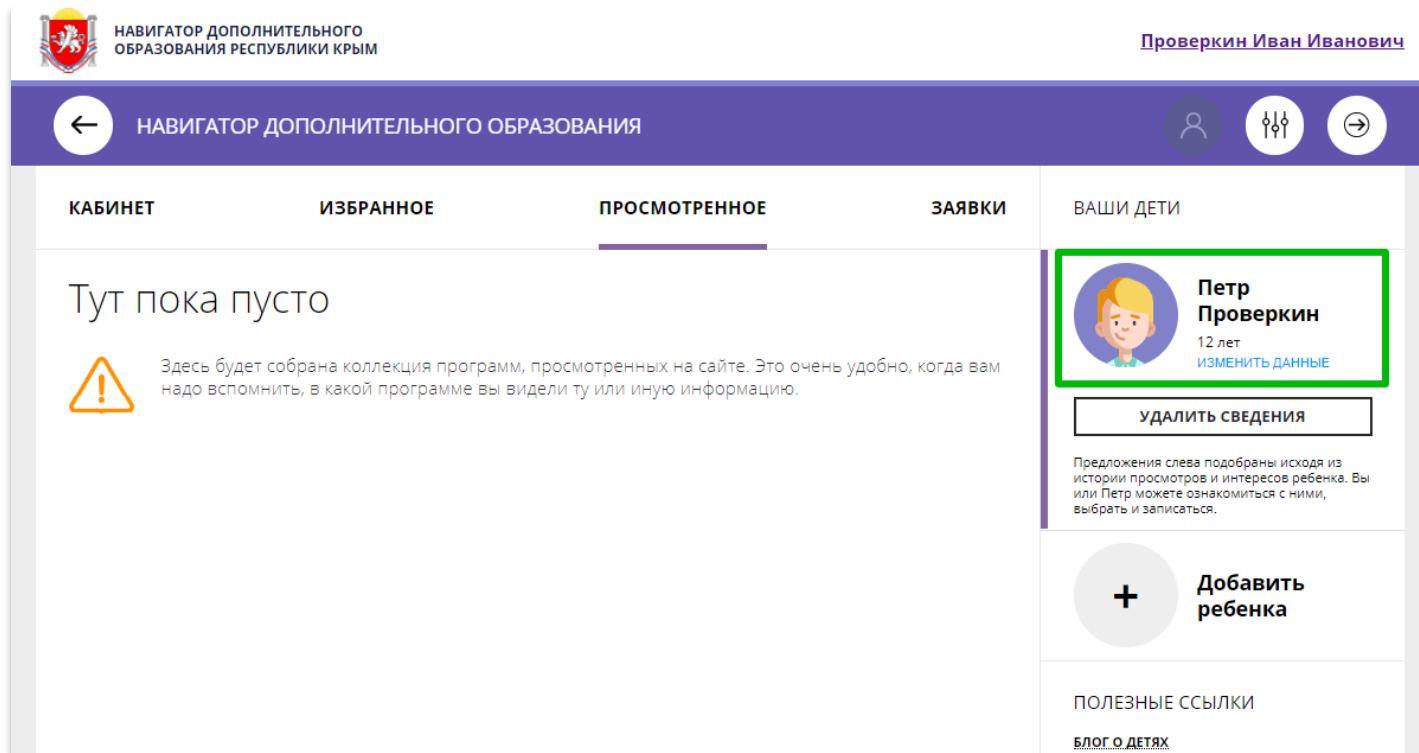 НАВИГАТОР ДОПОЛНИТЕЛЬНОГО
ОБРАЗОВАНИЯ РЕСПУБЛИКИ КРЫМ
Проверкин Иван Иванович
НАВИГАТОР ДОПОЛНИТЕЛЬНОГО ОБРАЗОВАНИЯ
КАБИНЕТ
ИЗБРАННОЕ
ПРОСМОТРЕННОЕ
ЗАЯВКИ
Тут пока пусто
Здесь будет собрана коллекция программ, просмотренных на сайте. Это очень удобно, когда вам
надо вспомнить, в какой программе вы видели ту или иную информацию.
ВАШИ ДЕТИ
Петр
Проверкин
12 лет
ИЗМЕНИТЬ ДАННЫЕ
УДАЛИТЬ СВЕДЕНИЯ
Предложения слева подобраны исходя из
истории просмотров и интересов ребенка. Вы
или Петр можете ознакомиться с ними,
выбрать и записаться.
+
Добавить
ребенка
ПОЛЕЗНЫЕ ССЫЛКИ
БЛОГ О ДЕТЯХ